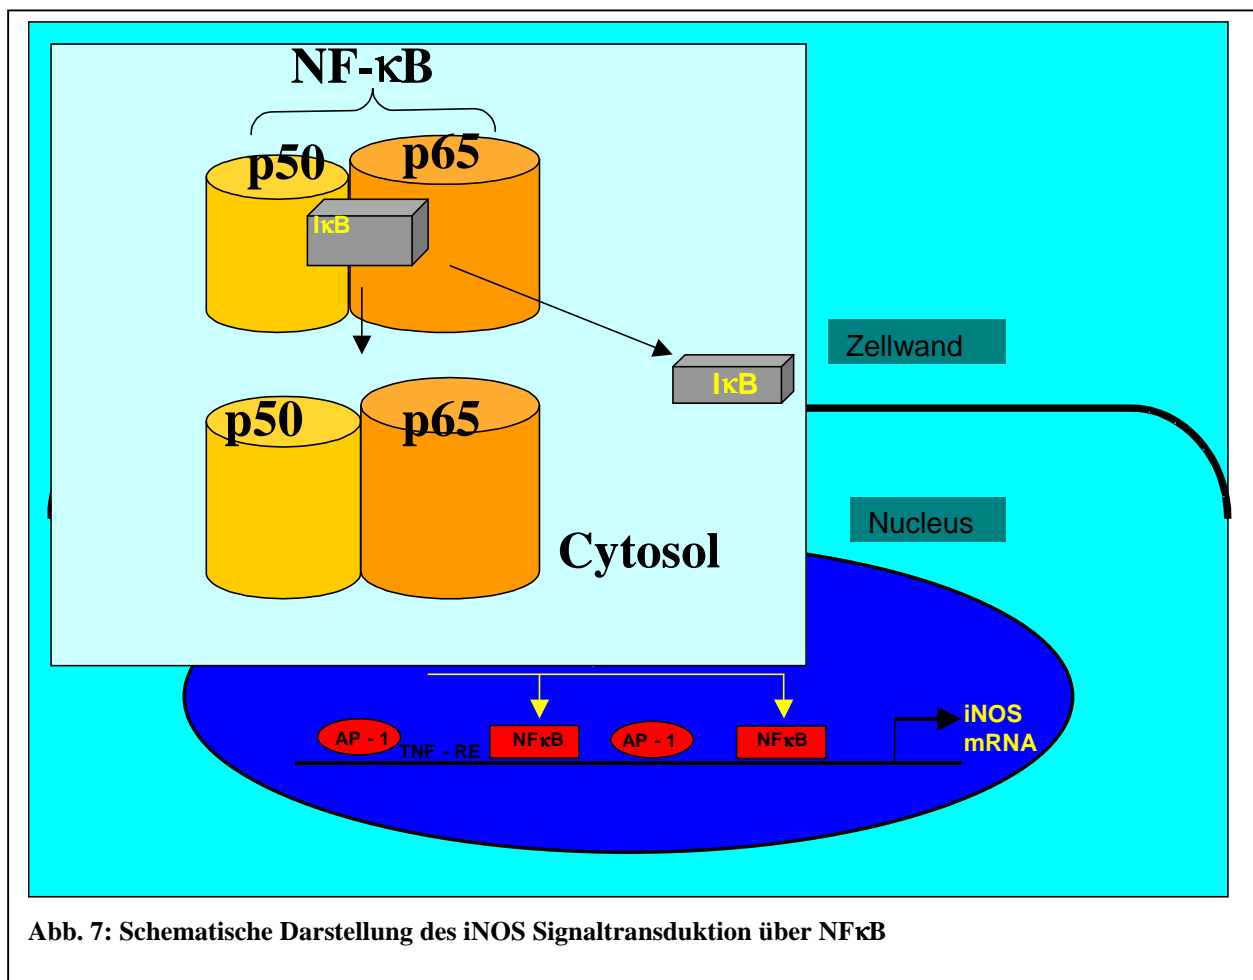 NF-κB
p50 p65
IκB
Zellwand
IκB
p50 p65
Nucleus
Cytosol
iNOS
mRNA
AP - 1 TNF - RE NFκB AP - 1 NFκB
Abb. 7: Schematische Darstellung des iNOS Signaltransduktion über NFκB